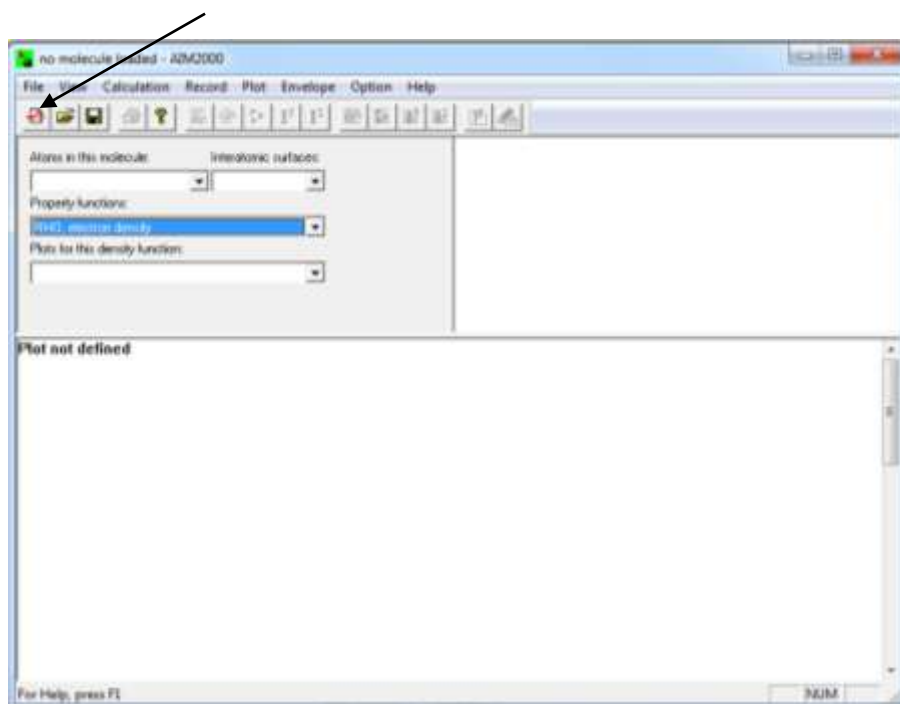 no molecule loaded - AIM2000
File View Calculation Record Plot Envelope Option Help
Atoms in this molecule: Interatomic surfaces:
Property functions:
RHO, electron density
Plots for this density function:
Plot not defined
For Help, press F1 NUM